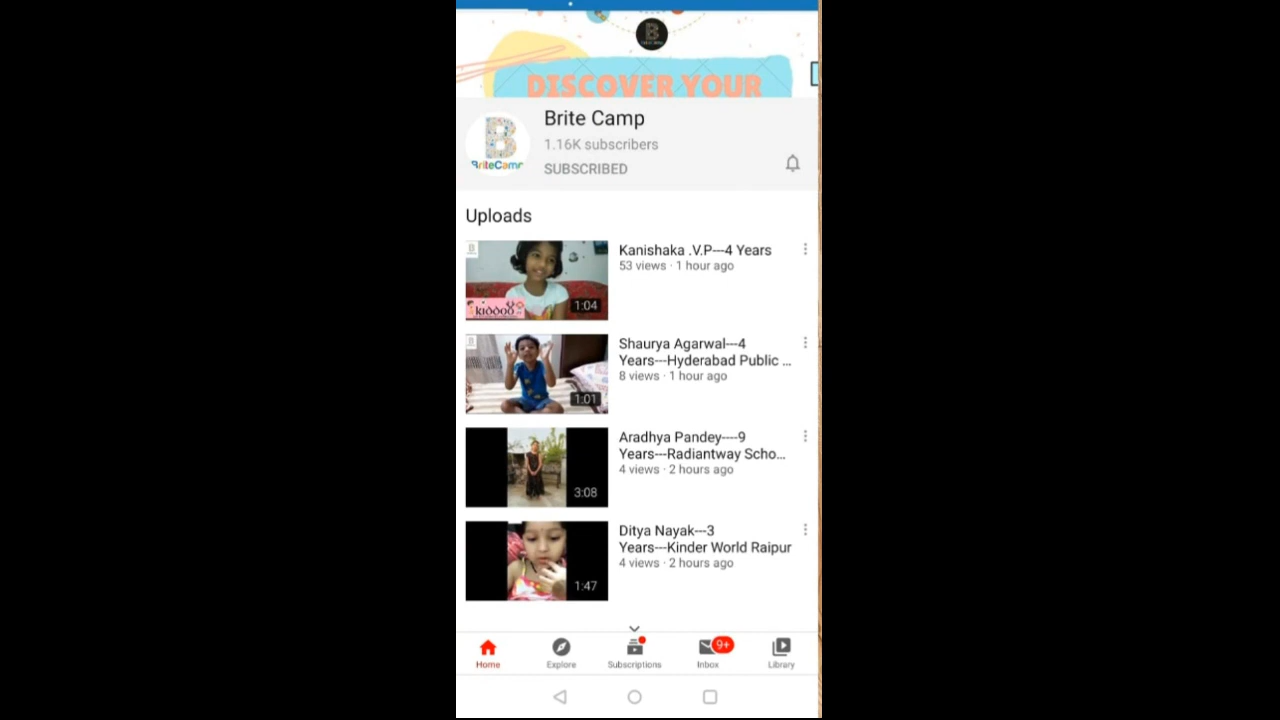 B
DISCOVER YOUR
Brite Camp
1.16K subscribers
SUBSCRIBED
B
BriteCamp
Uploads
Kanishaka .V.P---4 Years
53 views · 1 hour ago
kiddoo
1:04
Shaurya Agarwal---4
Years---Hyderabad Public ...
8 views · 1 hour ago
1:01
Aradhya Pandey----9
Years---Radiantway Scho...
4 views · 2 hours ago
3:08
Ditya Nayak---3
Years---Kinder World Raipur
4 views · 2 hours ago
1:47
9+
Home Explore Subscriptions Inbox Library